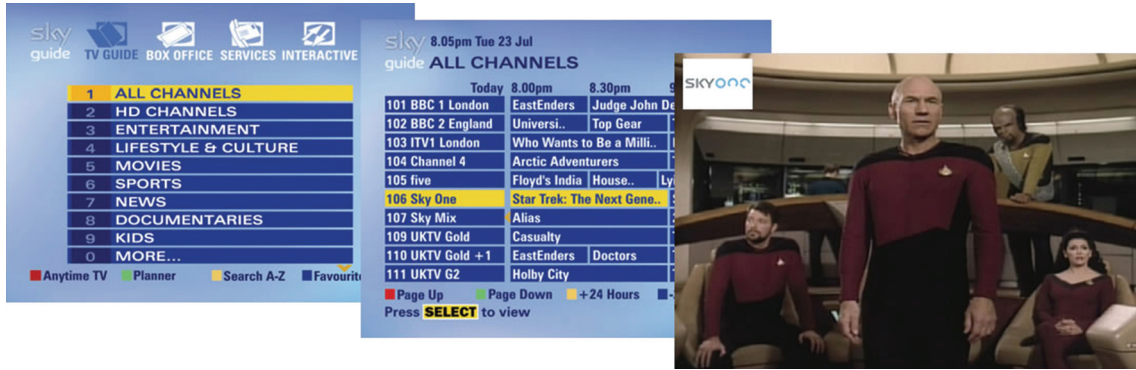 sky
guide
TV GUIDE BOX OFFICE SERVICES INTERACTIVE
1 ALL CHANNELS
2 HD CHANNELS
3 ENTERTAINMENT
4 LIFESTYLE & CULTURE
5 MOVIES
6 SPORTS
7 NEWS
8 DOCUMENTARIES
9 KIDS
0 MORE...
Anytime TV Planner Search A-Z Favourit
sky 8.05pm Tue 23 Jul
guide ALL CHANNELS
Today 8.00pm 8.30pm 9
101 BBC 1 London EastEnders Judge John De
102 BBC 2 England Universi.. Top Gear
103 ITV1 London Who Wants to Be a Milli..
104 Channel 4 Arctic Adventurers
105 five Floyd's India House.. Lyi
106 Sky One Star Trek: The Next Gene..
107 Sky Mix Alias
109 UKTV Gold Casualty
110 UKTV Gold +1 EastEnders Doctors
111 UKTV G2 Holby City
Page Up Page Down +24 Hours
Press SELECT to view
SKY one